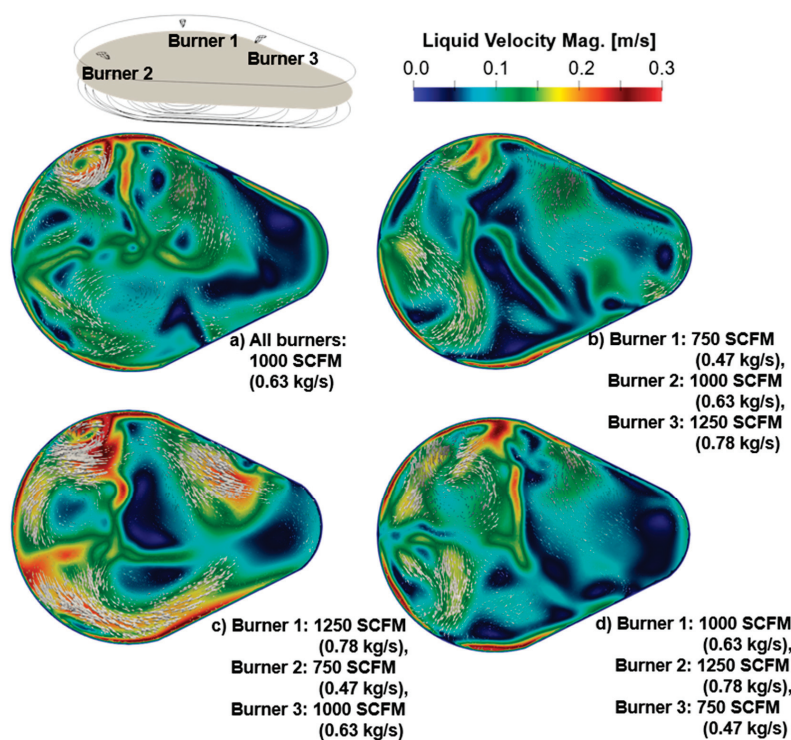 Burner 1
Burner 3
Burner 2
Liquid Velocity Mag. [m/s]
0.0 0.1 0.2 0.3
a) All burners:
1000 SCFM
(0.63 kg/s)
b) Burner 1: 750 SCFM
(0.47 kg/s),
Burner 2: 1000 SCFM
(0.63 kg/s),
Burner 3: 1250 SCFM
(0.78 kg/s)
c) Burner 1: 1250 SCFM
(0.78 kg/s),
Burner 2: 750 SCFM
(0.47 kg/s),
Burner 3: 1000 SCFM
(0.63 kg/s)
d) Burner 1: 1000 SCFM
(0.63 kg/s),
Burner 2: 1250 SCFM
(0.78 kg/s),
Burner 3: 750 SCFM
(0.47 kg/s)